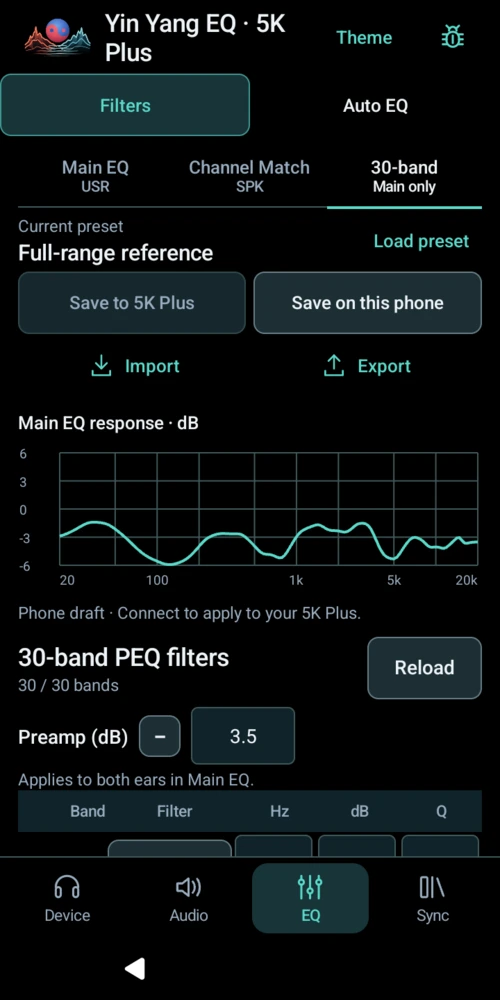 Yin Yang EQ · 5K
Plus
Theme
Filters
Auto EQ
Main EQ
USR
Channel Match
SPK
30-band
Main only
Current preset
Full-range reference
Load preset
Save to 5K Plus
Save on this phone
Import
Export
Main EQ response · dB
6
3
0
-3
-6
20
100
1k
5k
20k
Phone draft · Connect to apply to your 5K Plus.
30-band PEQ filters
30 / 30 bands
Reload
Preamp (dB)
−
3.5
Applies to both ears in Main EQ.
Band Filter Hz dB Q
Device
Audio
EQ
Sync